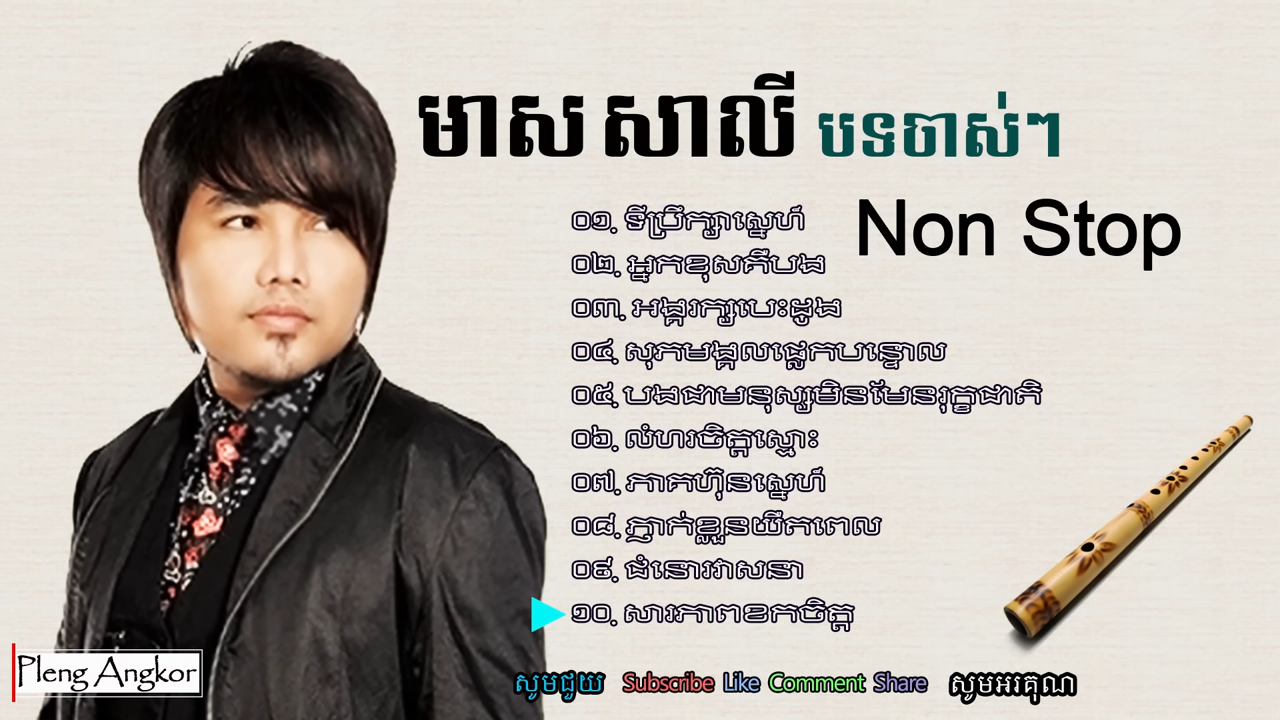 មាស សាលី បទចាស់ៗ
Non Stop
០១. ទីប្រឹក្សាស្នេហ៍
០២. អ្នកខុសគឺបង
០៣. អង្គរក្សបេះដូង
០៤. សុភមង្គលផ្លេកបន្ទោល
០៥. បងជាមនុស្សមិនមែនរុក្ខជាតិ
០៦. លំហរចិត្តស្មោះ
០៧. ភាគហ៊ុនស្នេហ៍
០៨. ភ្ញាក់ខ្លួនយឺតពេល
០៩. ជំនោរវាសនា
១០. សារភាពខកចិត្ត
Pleng Angkor
សូមជួយ Subscribe Like Comment Share សូមអរគុណ